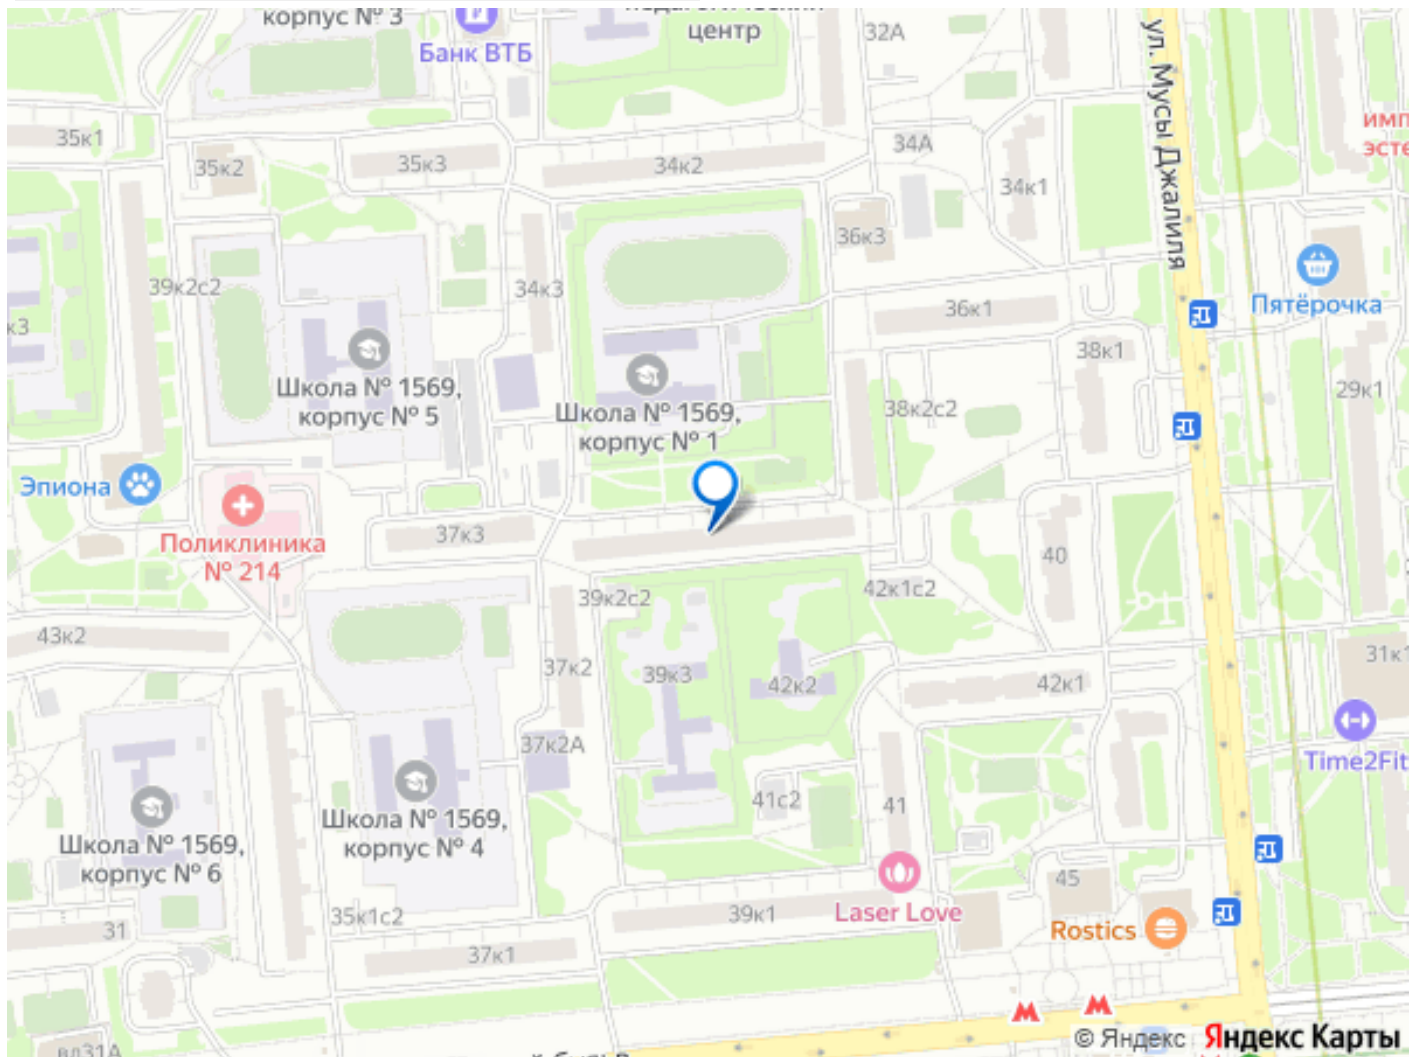 корпус № 3
Банк ВТБ
педагогический
центр
32А
ул. Мусы Джалиля
35к1
35к2
35к3
34к2
34А
34к1
36к3
39к2с2
34к3
к3
36к1
Пятёрочка
38к1
29к1
Школа № 1569,
корпус № 5
Школа № 1569,
корпус № 1
38к2с2
Эпиона
Поликлиника
№ 214
37к3
40
39к2с2
42к1с2
43к2
37к2
39к3
42к2
42к1
31к1
37к2А
Time2Fit
41с2
41
Школа № 1569,
корпус № 4
Школа № 1569,
корпус № 6
45
Laser Love
Rostics
35к1с2
39к1
31
37к1
вл31А
© Яндекс Яндекс Карты